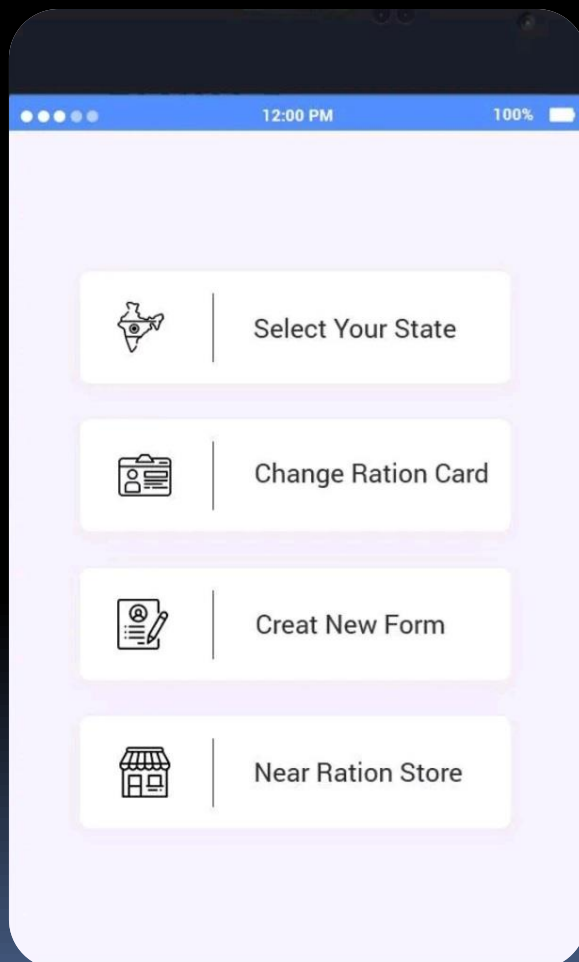 12:00 PM 100%
Select Your State
Change Ration Card
Creat New Form
Near Ration Store